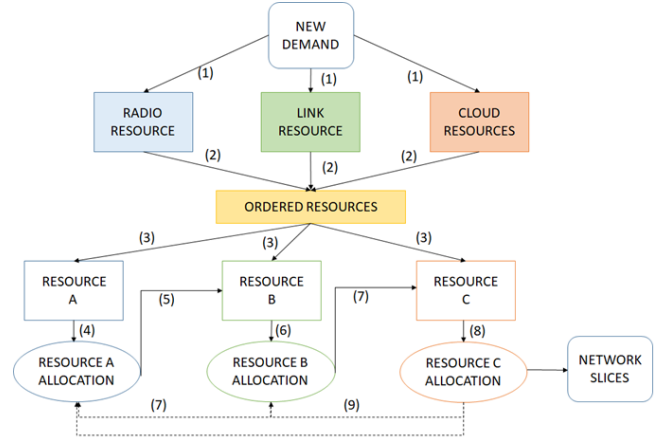 NEW
DEMAND
(1)
(1)
(1)
RADIO
RESOURCE
LINK
RESOURCE
CLOUD
RESOURCES
(2)
(2)
(2)
ORDERED RESOURCES
(3)
(3)
(3)
RESOURCE
A
RESOURCE
B
RESOURCE
C
(5)
(7)
(4)
(6)
(8)
RESOURCE A
ALLOCATION
RESOURCE B
ALLOCATION
RESOURCE C
ALLOCATION
NETWORK
SLICES
(7)
(9)